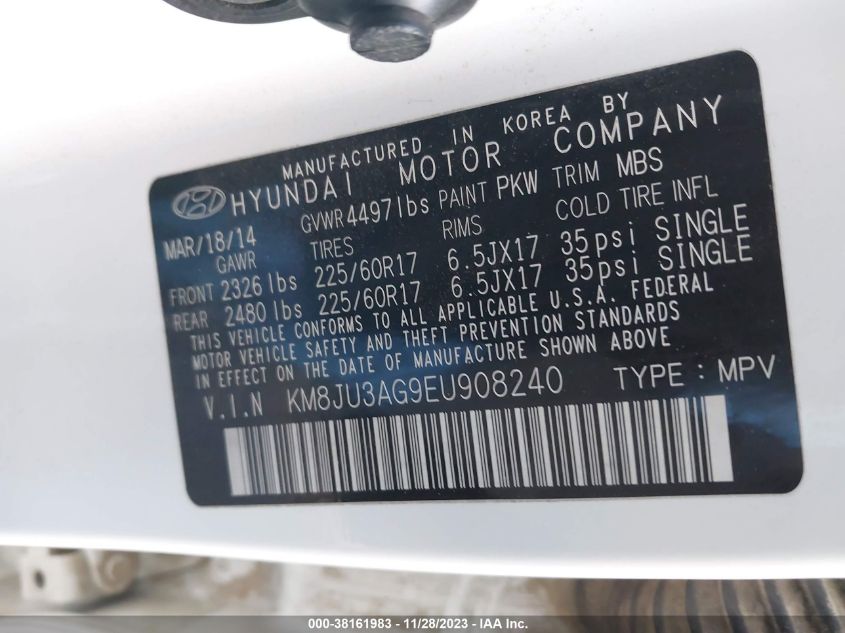 MANUFACTURED IN KOREA BY
HYUNDAI MOTOR COMPANY
MAR/18/14 GVWR 4497lbs PAINT PKW TRIM MBS
GAWR TIRES RIMS COLD TIRE INFL
FRONT 2326 lbs 225/60R17 6.5JX17 35psi SINGLE
REAR 2480 lbs 225/60R17 6.5JX17 35psi SINGLE
THIS VEHICLE CONFORMS TO ALL APPLICABLE U.S.A. FEDERAL
MOTOR VEHICLE SAFETY AND THEFT PREVENTION STANDARDS
IN EFFECT ON THE DATE OF MANUFACTURE SHOWN ABOVE
V.I.N KM8JU3AG9EU908240 TYPE : MPV
000-38161983 - 11/28/2023 - IAA Inc.